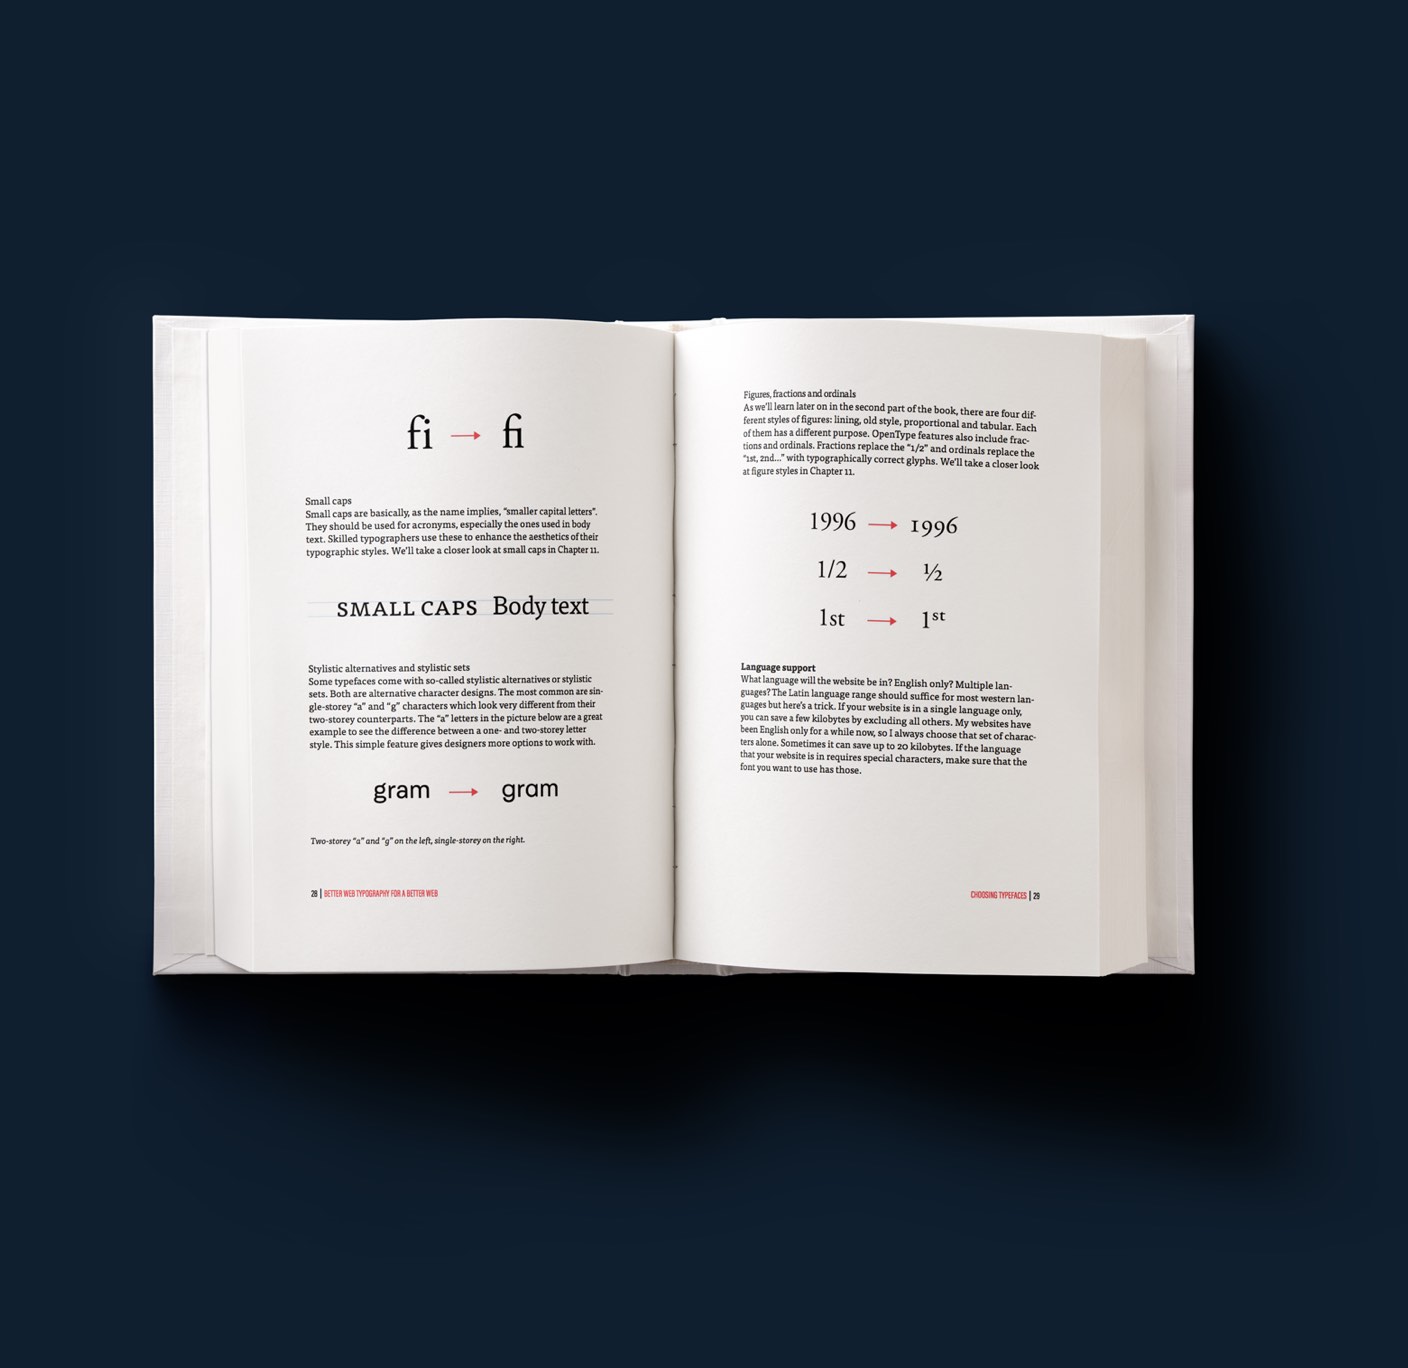 fi → fi
Small caps
Small caps are basically, as the name implies, “smaller capital letters”.
They should be used for acronyms, especially the ones used in body
text. Skilled typographers use these to enhance the aesthetics of their
typographic styles. We’ll take a closer look at small caps in Chapter 11.
SMALL CAPS Body text
Stylistic alternatives and stylistic sets
Some typefaces come with so-called stylistic alternatives or stylistic
sets. Both are alternative character designs. The most common are sin-
gle-storey “a” and “g” characters which look very different from their
two-storey counterparts. The “a” letters in the picture below are a great
example to see the difference between a one- and two-storey letter
style. This simple feature gives designers more options to work with.
gram → gram
Two-storey “a” and “g” on the left, single-storey on the right.
28 | BETTER WEB TYPOGRAPHY FOR A BETTER WEB
Figures, fractions and ordinals
As we’ll learn later on in the second part of the book, there are four dif-
ferent styles of figures: lining, old style, proportional and tabular. Each
of them has a different purpose. OpenType features also include frac-
tions and ordinals. Fractions replace the “1/2” and ordinals replace the
“1st, 2nd...” with typographically correct glyphs. We’ll take a closer look
at figure styles in Chapter 11.
1996 → 1996
1/2 → ½
1st → 1ˢᵗ
Language support
What language will the website be in? English only? Multiple lan-
guages? The Latin language range should suffice for most western lan-
guages but here’s a trick. If your website is in a single language only,
you can save a few kilobytes by excluding all others. My websites have
been English only for a while now, so I always choose that set of charac-
ters alone. Sometimes it can save up to 20 kilobytes. If the language
that your website is in requires special characters, make sure that the
font you want to use has those.
CHOOSING TYPEFACES | 29